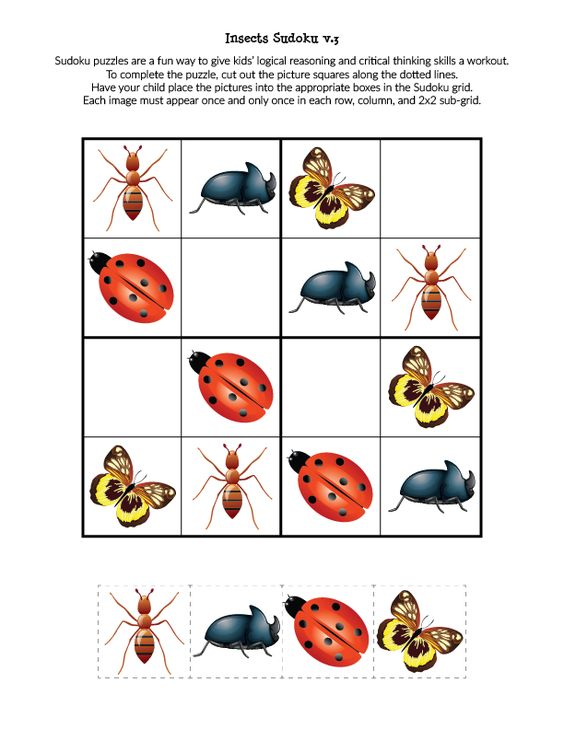 Insects Sudoku v.3
Sudoku puzzles are a fun way to give kids' logical reasoning and critical thinking skills a workout.
To complete the puzzle, cut out the picture squares along the dotted lines.
Have your child place the pictures into the appropriate boxes in the Sudoku grid.
Each image must appear once and only once in each row, column, and 2x2 sub-grid.